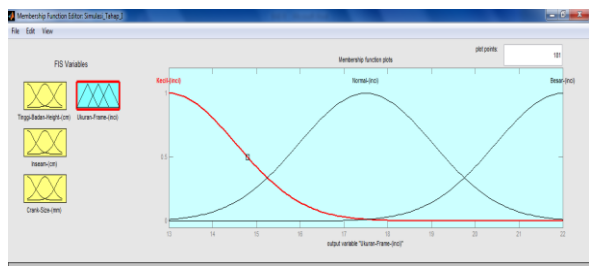 Membership Function Editor: Simulasi_Tahap_I
File Edit View
FIS Variables
Membership function plots
plot points:
181
Tinggi-Badan-Height-(cm)
Ukuran-Frame-(inci)
Inseam-(cm)
Crank-Size-(mm)
Kecil-(inci)
Normal-(inci)
Besar-(inci)
1
0.5
0
13 14 15 16 17 18 19 20 21 22
output variable "Ukuran-Frame-(inci)"